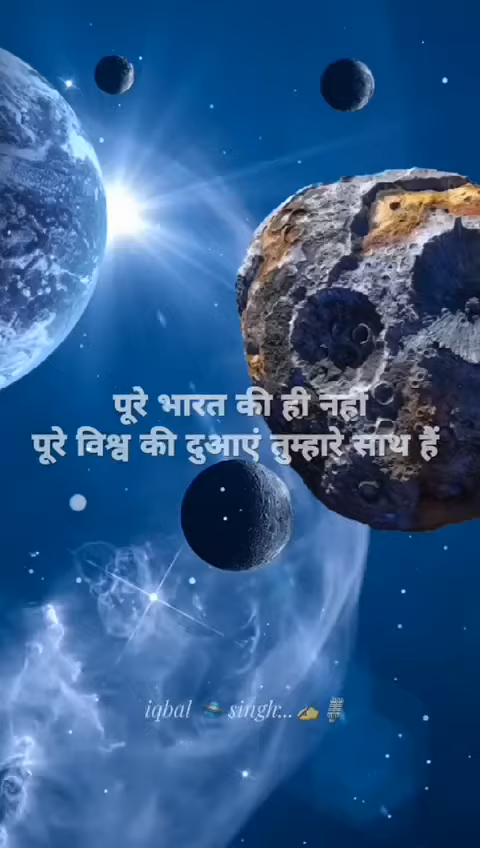 पूरे भारत की ही नहीं
पूरे विश्व की दुआएं तुम्हारे साथ हैं
iqbal 🪐 singh...✍️ 🛰️